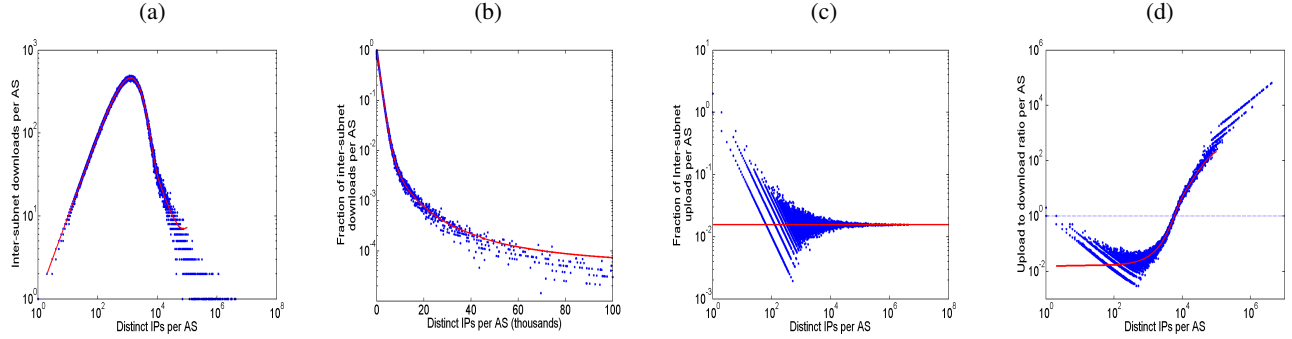 (a)
10^3
10^2
10^1
10^0
10^0
10^2
10^4
10^6
10^8
Inter-subnet downloads per AS
Distinct IPs per AS
(b)
10^0
10^-1
10^-2
10^-3
10^-4
0
20
40
60
80
100
Fraction of inter-subnet
downloads per AS
Distinct IPs per AS (thousands)
(c)
10^1
10^0
10^-1
10^-2
10^-3
10^0
10^2
10^4
10^6
10^8
Fraction of Inter-subnet
uploads per AS
Distinct IPs per AS
(d)
10^6
10^4
10^2
10^0
10^-2
10^0
10^2
10^4
10^6
Upload to download ratio per AS
Distinct IPs per AS